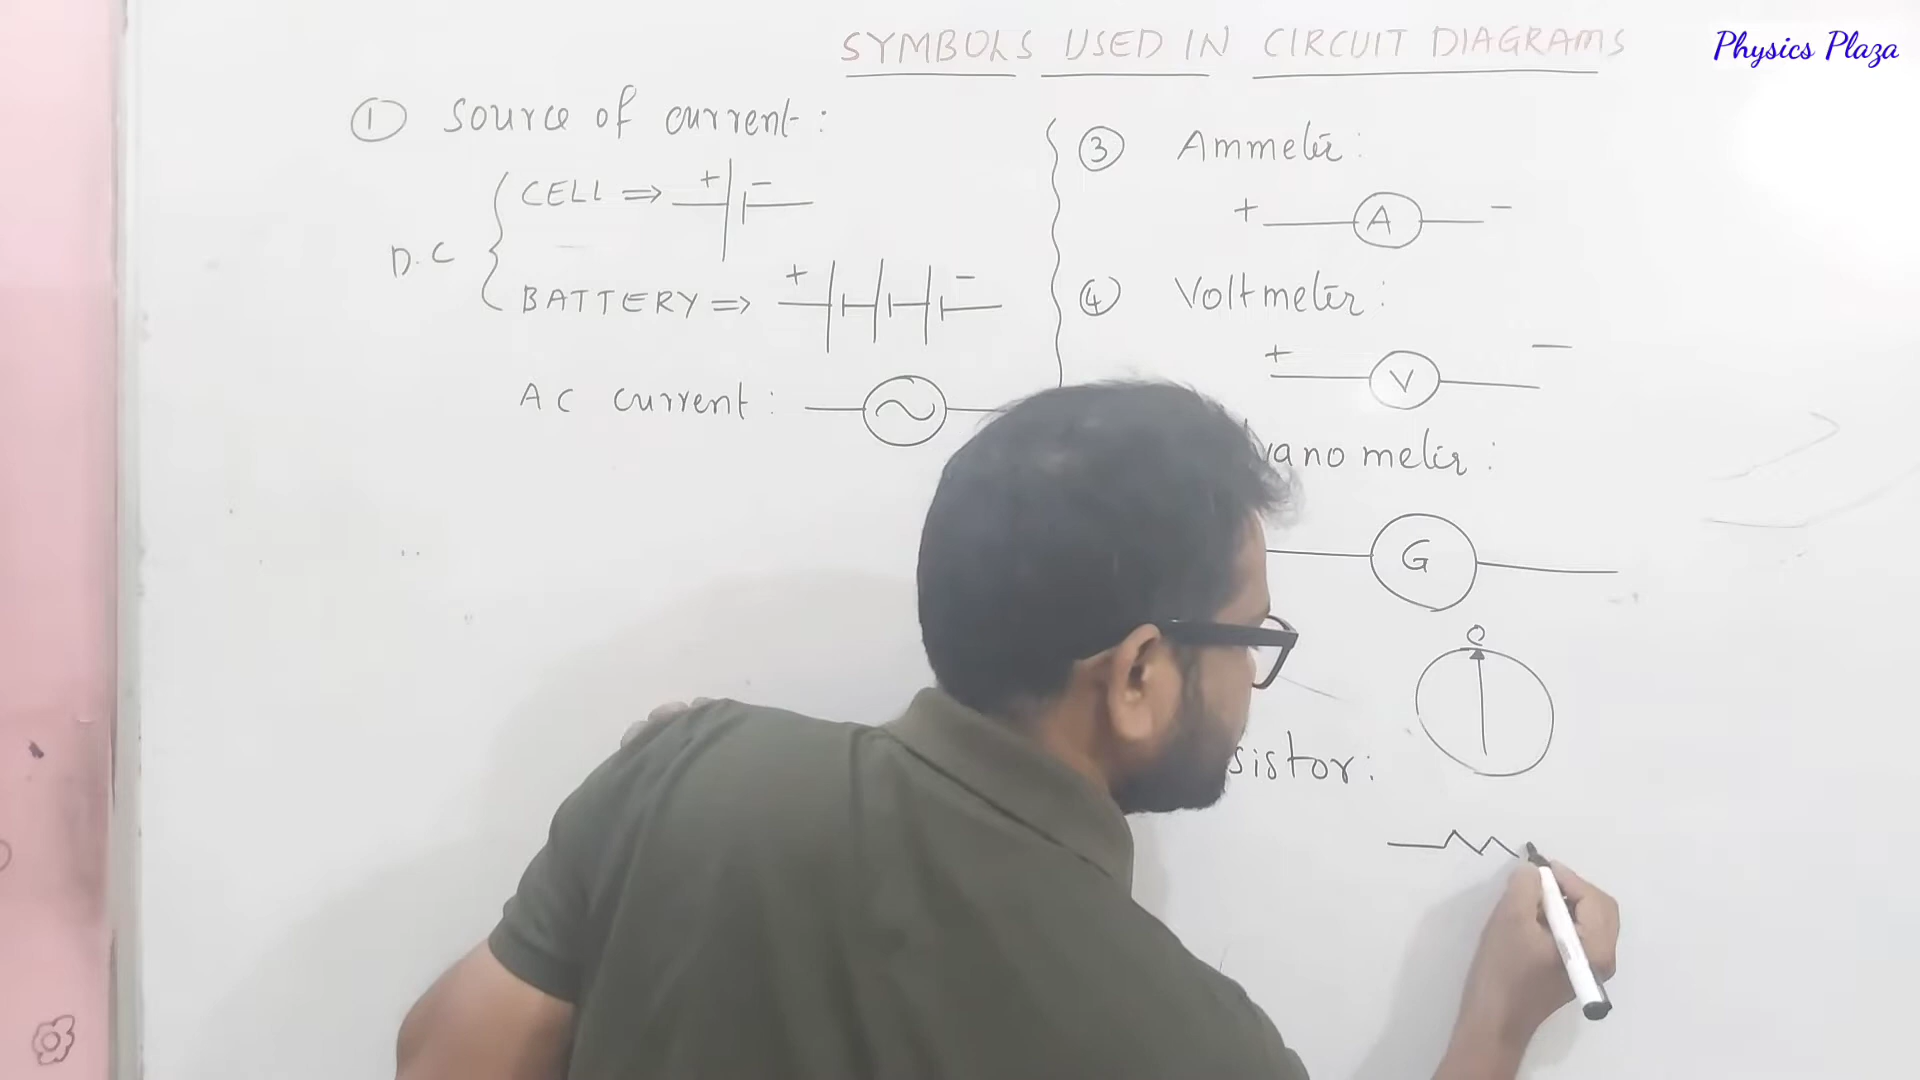 SYMBOLS USED IN CIRCUIT DIAGRAMS
Physics Plaza
① Source of current:
D.C
CELL ⇒ + −
BATTERY ⇒ + −
AC current:
③ Ammeter:
+ A −
④ Voltmeter:
+ V −
vanometer:
G
0
sistor: